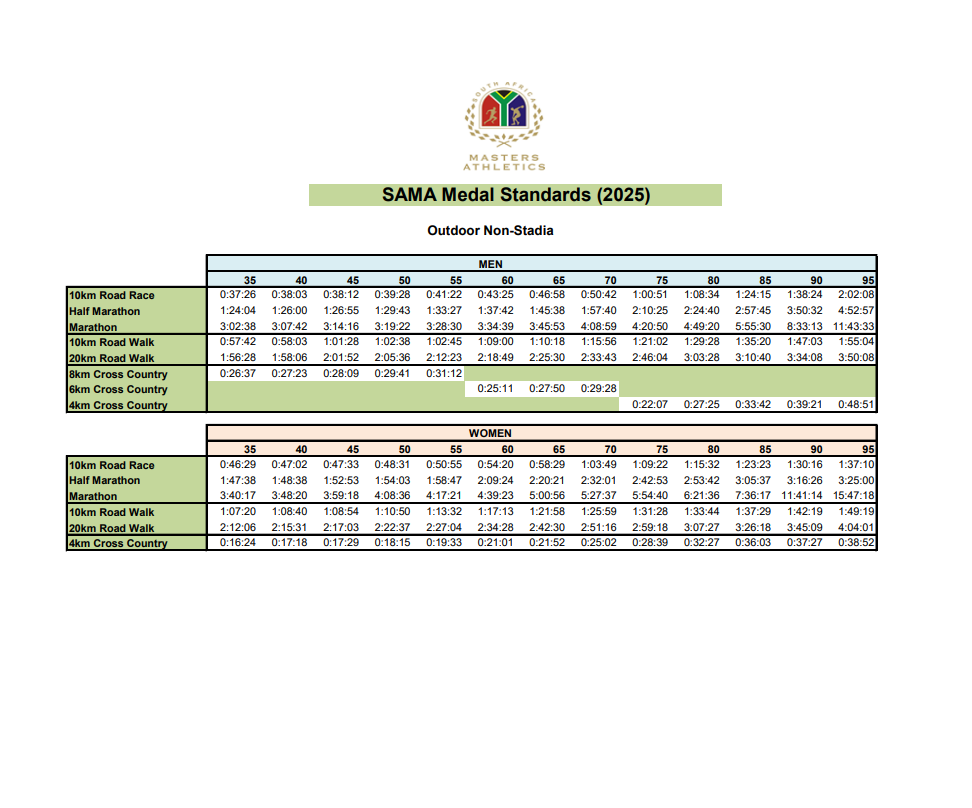 SOUTH AFRICA
MASTERS
ATHLETICS
SAMA Medal Standards (2025)
Outdoor Non-Stadia
MEN
35 40 45 50 55 60 65 70 75 80 85 90 95
10km Road Race 0:37:26 0:38:03 0:38:12 0:39:28 0:41:22 0:43:25 0:46:58 0:50:42 1:00:51 1:08:34 1:24:15 1:38:24 2:02:08
Half Marathon 1:24:04 1:26:00 1:26:55 1:29:43 1:33:27 1:37:42 1:45:38 1:57:40 2:10:25 2:24:40 2:57:45 3:50:32 4:52:57
Marathon 3:02:38 3:07:42 3:14:16 3:19:22 3:28:30 3:34:39 3:45:53 4:08:59 4:20:50 4:49:20 5:55:30 8:33:13 11:43:33
10km Road Walk 0:57:42 0:58:03 1:01:28 1:02:38 1:02:45 1:09:00 1:10:18 1:15:56 1:21:02 1:29:28 1:35:20 1:47:03 1:55:04
20km Road Walk 1:56:28 1:58:06 2:01:52 2:05:36 2:12:23 2:18:49 2:25:30 2:33:43 2:46:04 3:03:28 3:10:40 3:34:08 3:50:08
8km Cross Country 0:26:37 0:27:23 0:28:09 0:29:41 0:31:12
6km Cross Country 0:25:11 0:27:50 0:29:28
4km Cross Country 0:22:07 0:27:25 0:33:42 0:39:21 0:48:51
WOMEN
35 40 45 50 55 60 65 70 75 80 85 90 95
10km Road Race 0:46:29 0:47:02 0:47:33 0:48:31 0:50:55 0:54:20 0:58:29 1:03:49 1:09:22 1:15:32 1:23:23 1:30:16 1:37:10
Half Marathon 1:47:38 1:48:38 1:52:53 1:54:03 1:58:47 2:09:24 2:20:21 2:32:01 2:42:53 2:53:42 3:05:37 3:16:26 3:25:00
Marathon 3:40:17 3:48:20 3:59:18 4:08:36 4:17:21 4:39:23 5:00:56 5:27:37 5:54:40 6:21:36 7:36:17 11:41:14 15:47:18
10km Road Walk 1:07:20 1:08:40 1:08:54 1:10:50 1:13:32 1:17:13 1:21:58 1:25:59 1:31:28 1:33:44 1:37:29 1:42:19 1:49:19
20km Road Walk 2:12:06 2:15:31 2:17:03 2:22:37 2:27:04 2:34:28 2:42:30 2:51:16 2:59:18 3:07:27 3:26:18 3:45:09 4:04:01
4km Cross Country 0:16:24 0:17:18 0:17:29 0:18:15 0:19:33 0:21:01 0:21:52 0:25:02 0:28:39 0:32:27 0:36:03 0:37:27 0:38:52